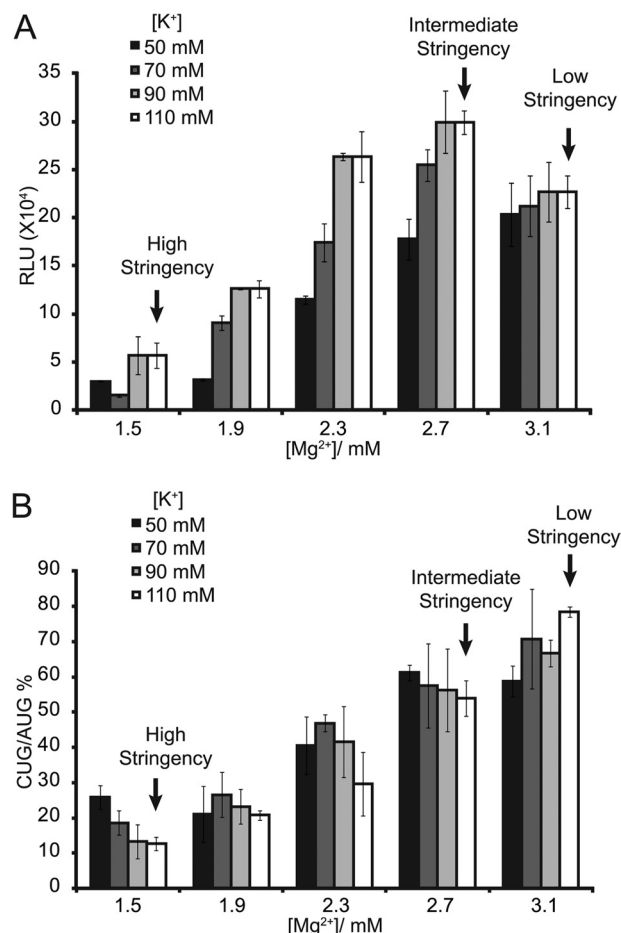 A
[K⁺]
50 mM
70 mM
90 mM
110 mM
Intermediate
Stringency
Low
Stringency
High
Stringency
35
30
25
20
15
10
5
0
RLU (X10⁴)
1.5 1.9 2.3 2.7 3.1
[Mg²⁺]/ mM
B
[K⁺]
50 mM
70 mM
90 mM
110 mM
Low
Stringency
Intermediate
Stringency
High
Stringency
90
80
70
60
50
40
30
20
10
0
CUG/AUG %
1.5 1.9 2.3 2.7 3.1
[Mg²⁺]/ mM